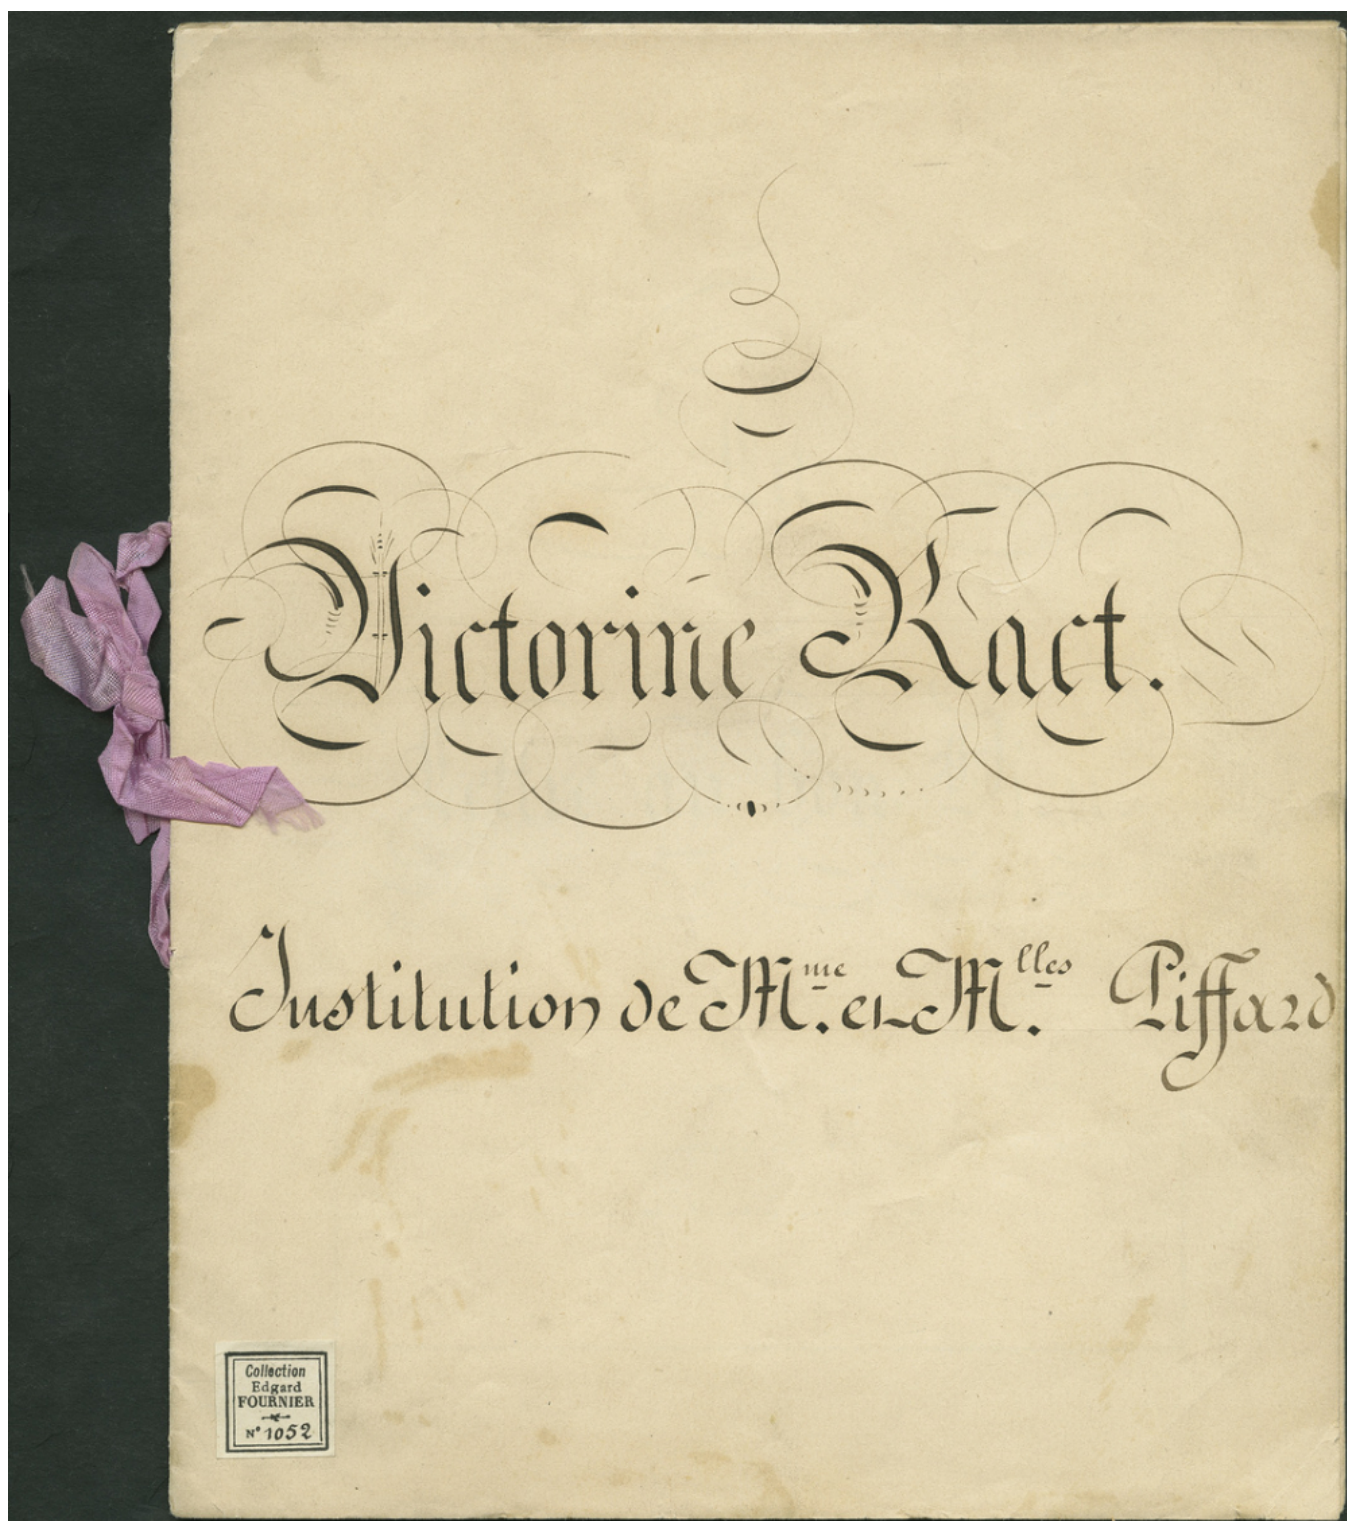 Victorine Ract.
Institution de Mme. et Mlles. Piffard
Collection
Edgard
FOURNIER
N° 1052